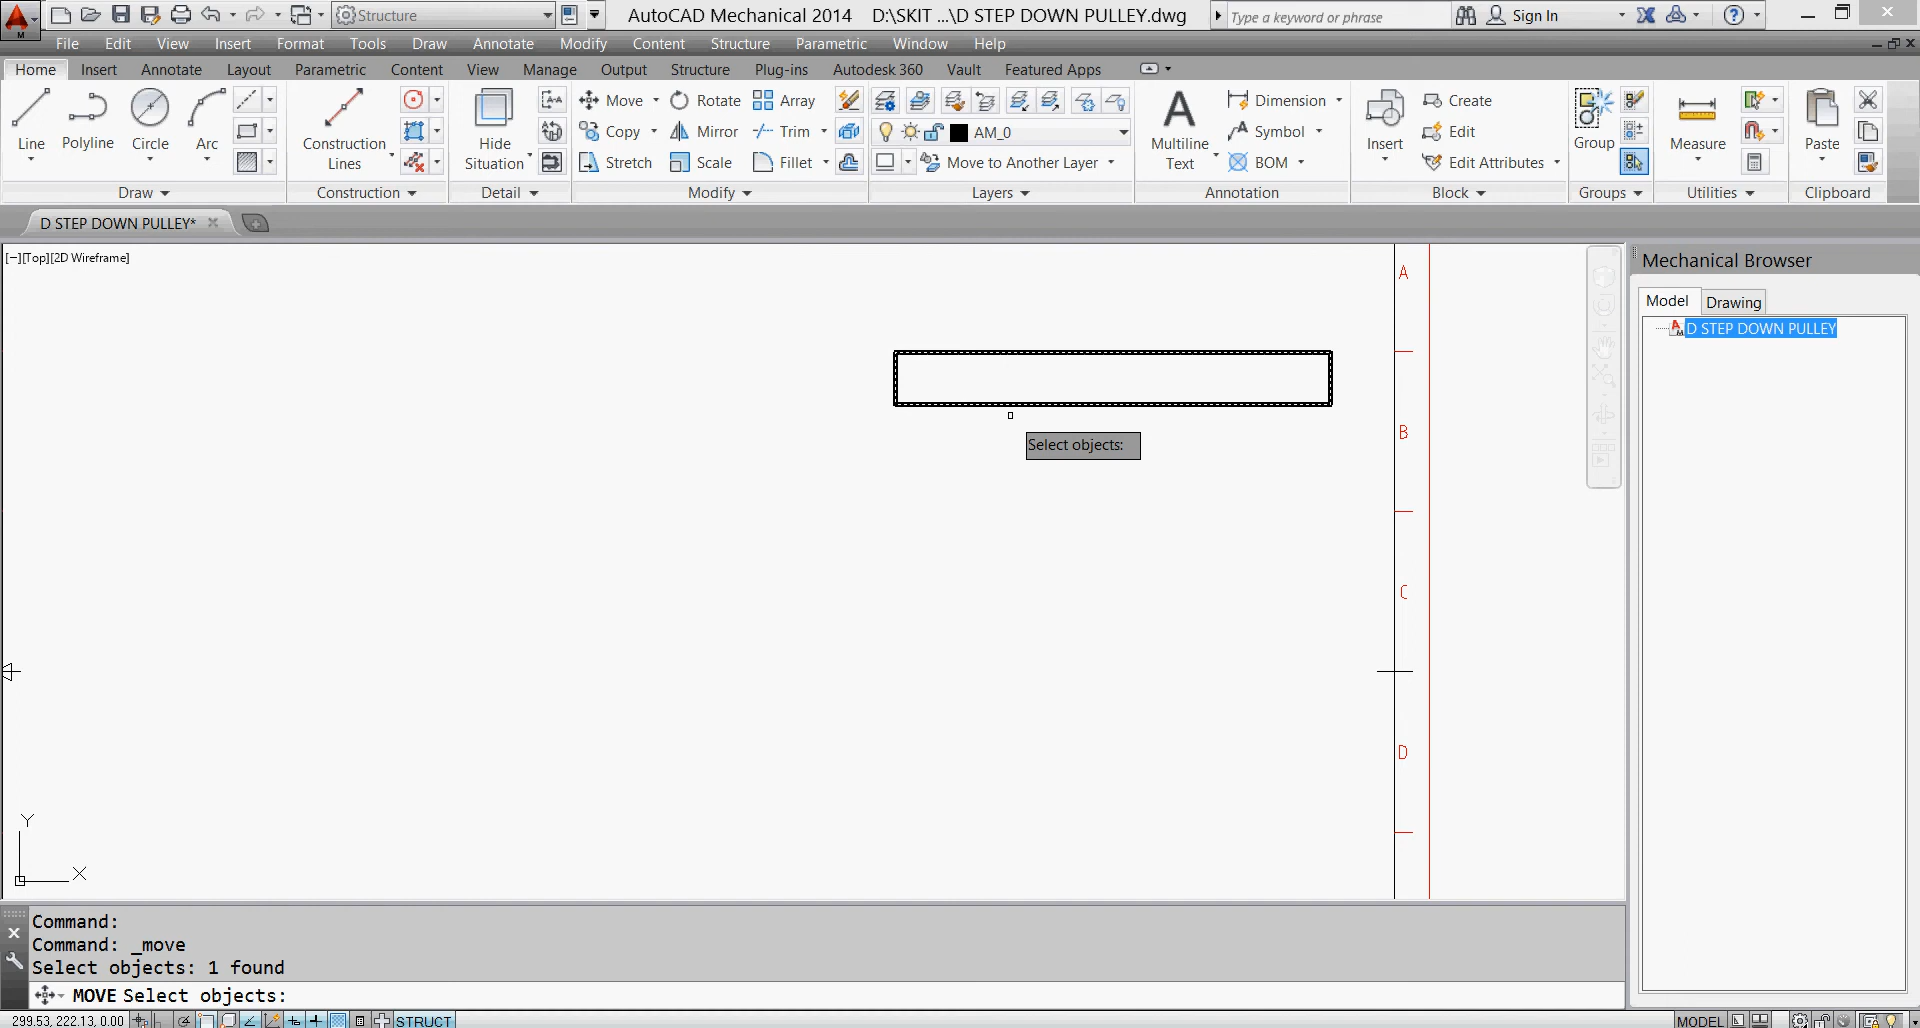 Structure
AutoCAD Mechanical 2014 D:\SKIT ...\D STEP DOWN PULLEY.dwg
Type a keyword or phrase
Sign In
File Edit View Insert Format Tools Draw Annotate Modify Content Structure Parametric Window Help
Home Insert Annotate Layout Parametric Content View Manage Output Structure Plug-ins Autodesk 360 Vault Featured Apps
Line Polyline Circle Arc
Construction Lines
Hide Situation
Move Rotate Array
Copy Mirror Trim
Stretch Scale Fillet
AM_0
Move to Another Layer
Multiline Text
Dimension
Symbol
BOM
Insert
Create
Edit
Edit Attributes
Group
Measure
Paste
Draw Construction Detail Modify Layers Annotation Block Groups Utilities Clipboard
D STEP DOWN PULLEY*
[−][Top][2D Wireframe]
A
B
C
D
Select objects:
Y
X
Mechanical Browser
Model Drawing
D STEP DOWN PULLEY
Command:
Command: _move
Select objects: 1 found
MOVE Select objects:
299.53, 222.13, 0.00
STRUCT
MODEL